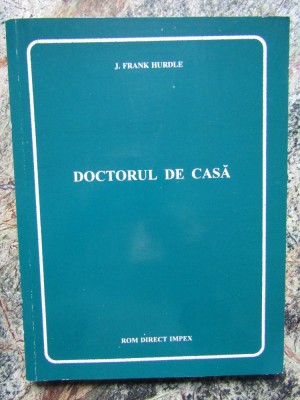 J. FRANK HURDLE
DOCTORUL DE CASĂ
ROM DIRECT IMPEX